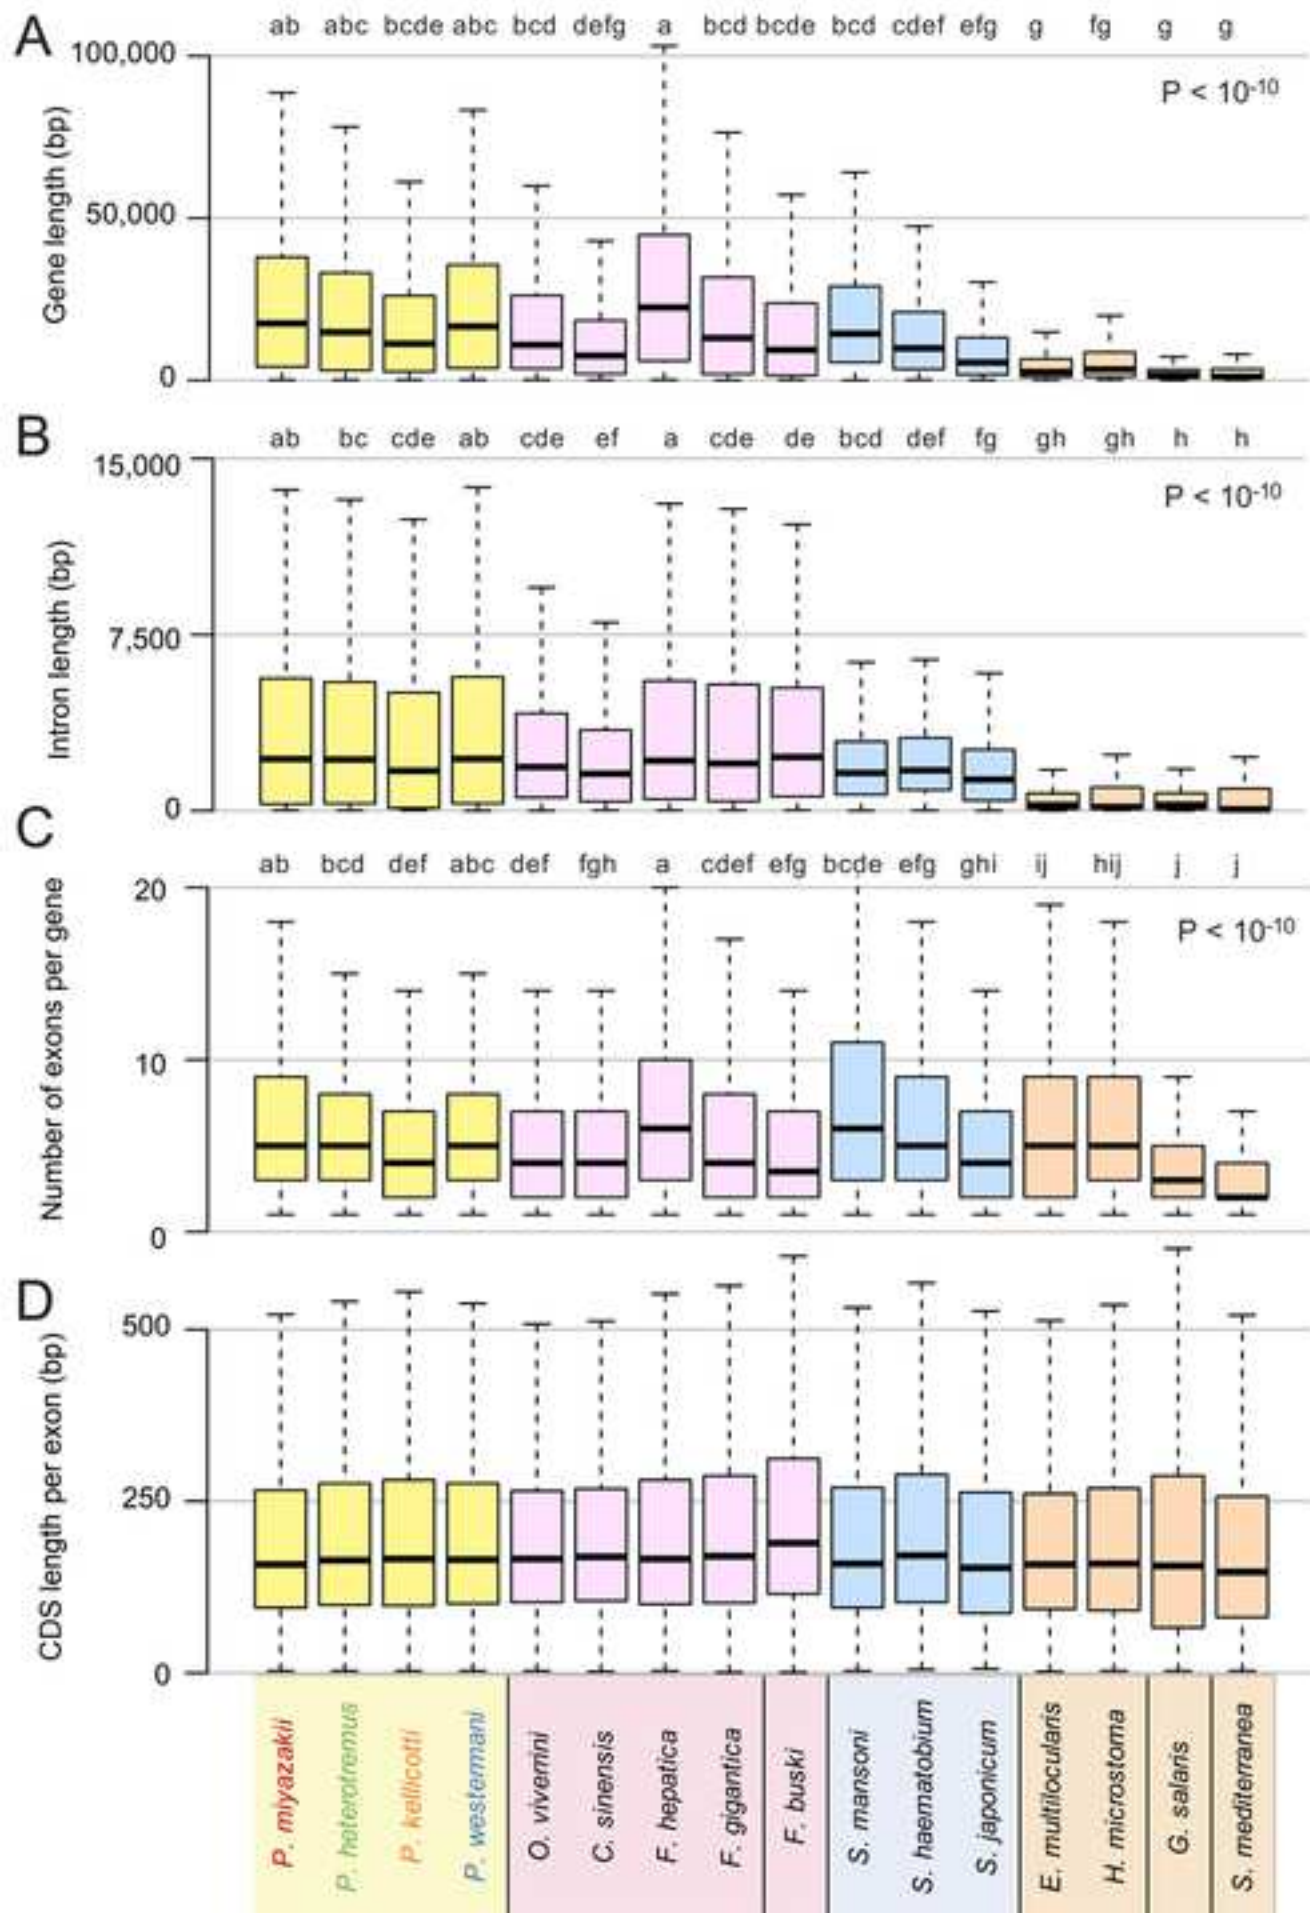 A
ab abc bcde abc bcd defg a bcd bcde bcd cdef efg g fg g g
100,000
P < 10-10
Gene length (bp)
50,000
0
B
ab bc cde ab cde ef a cde de bcd def fg gh gh h h
15,000
P < 10-10
Intron length (bp)
7,500
0
C
ab bcd def abc def fgh a cdef efg bcde efg ghi ij hij j j
20
P < 10-10
Number of exons per gene
10
0
D
500
CDS length per exon (bp)
250
0
P. miyazakii
P. heterotremus
P. kellicotti
P. westermani
O. viverrini
C. sinensis
F. hepatica
F. gigantica
F. buski
S. mansoni
S. haematobium
S. japonicum
E. multilocularis
H. microstoma
G. salaris
S. mediterranea